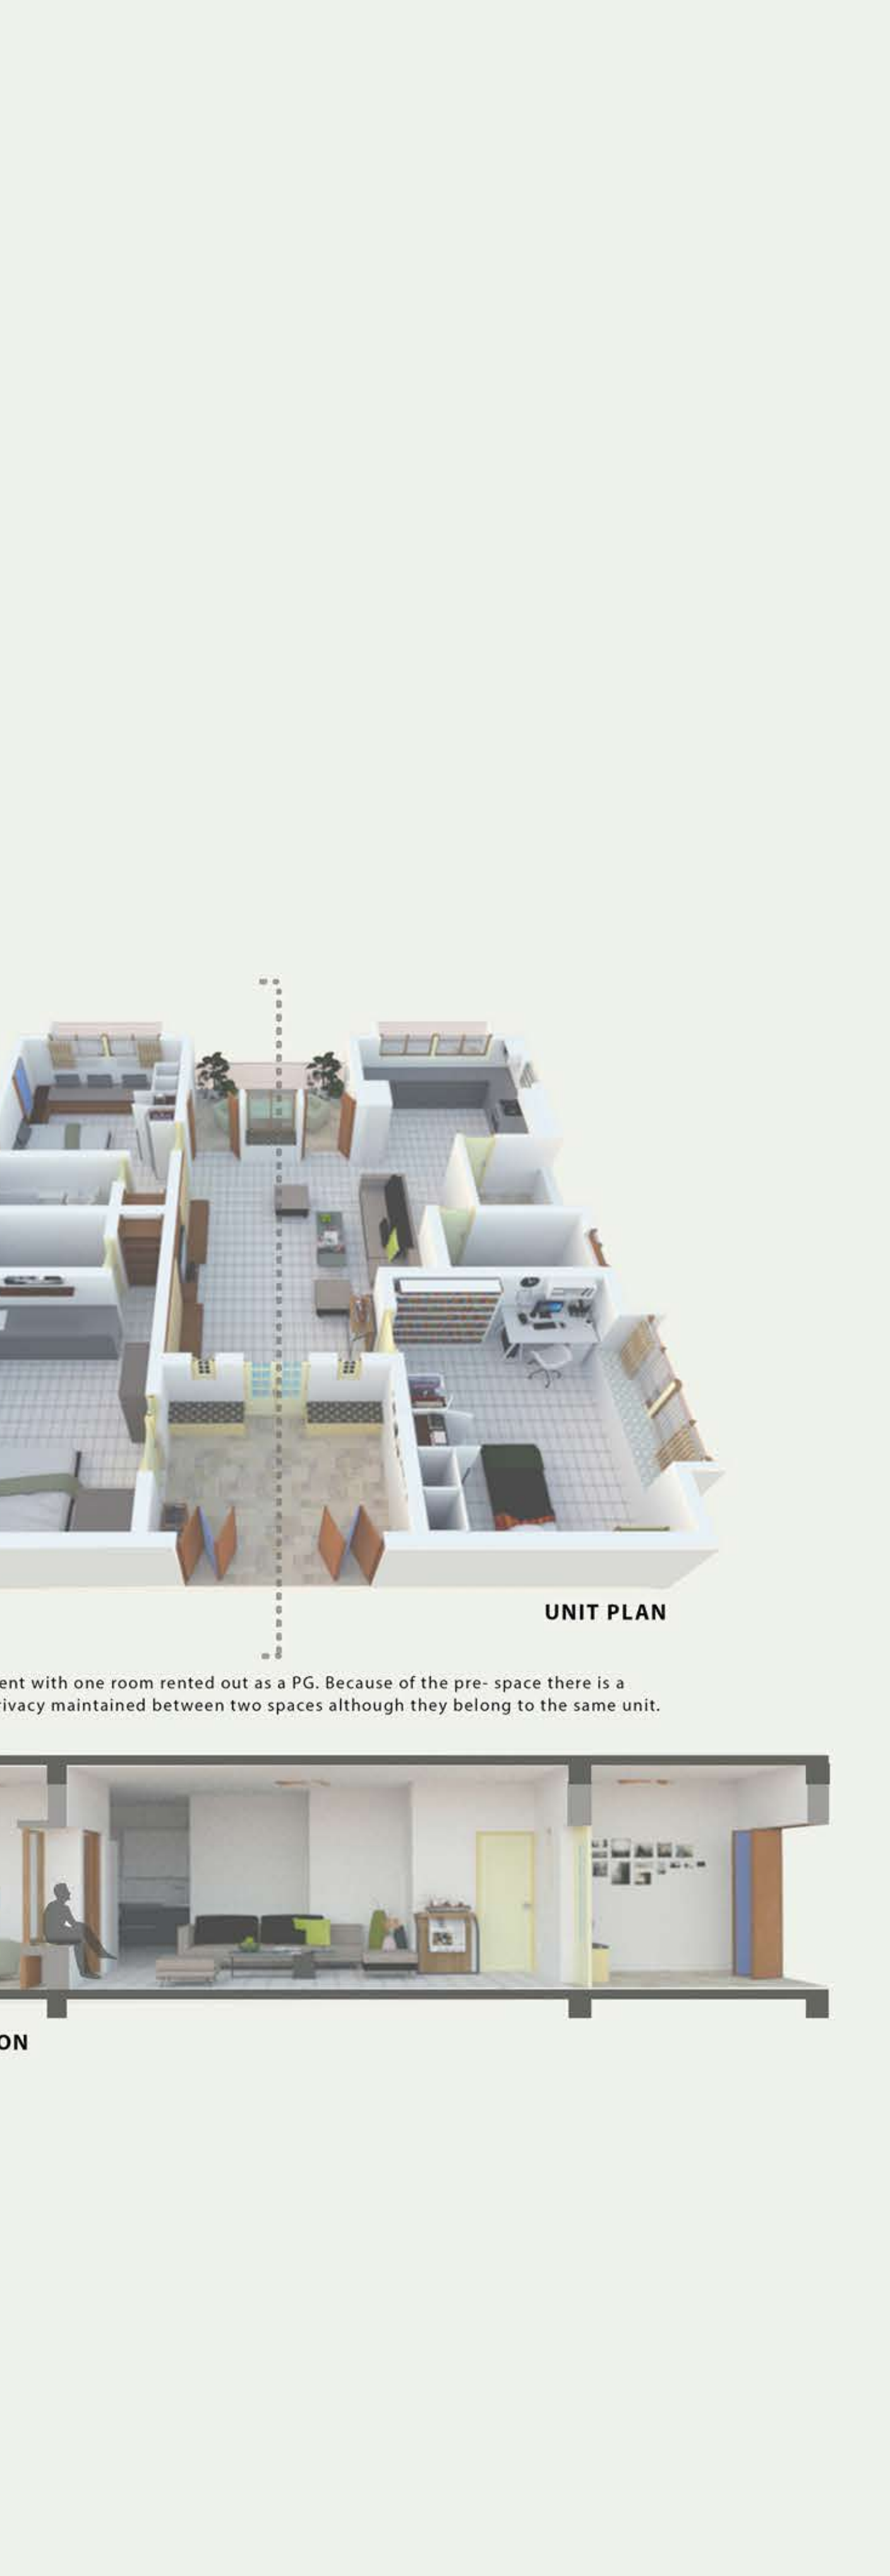 UNIT PLAN
ent with one room rented out as a PG. Because of the pre- space there is a
rivacy maintained between two spaces although they belong to the same unit.
ON